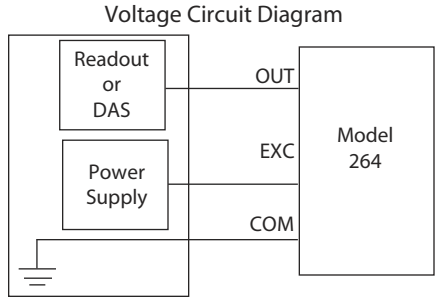 Voltage Circuit Diagram
Readout
or
DAS
OUT
EXC
Power
Supply
COM
Model
264